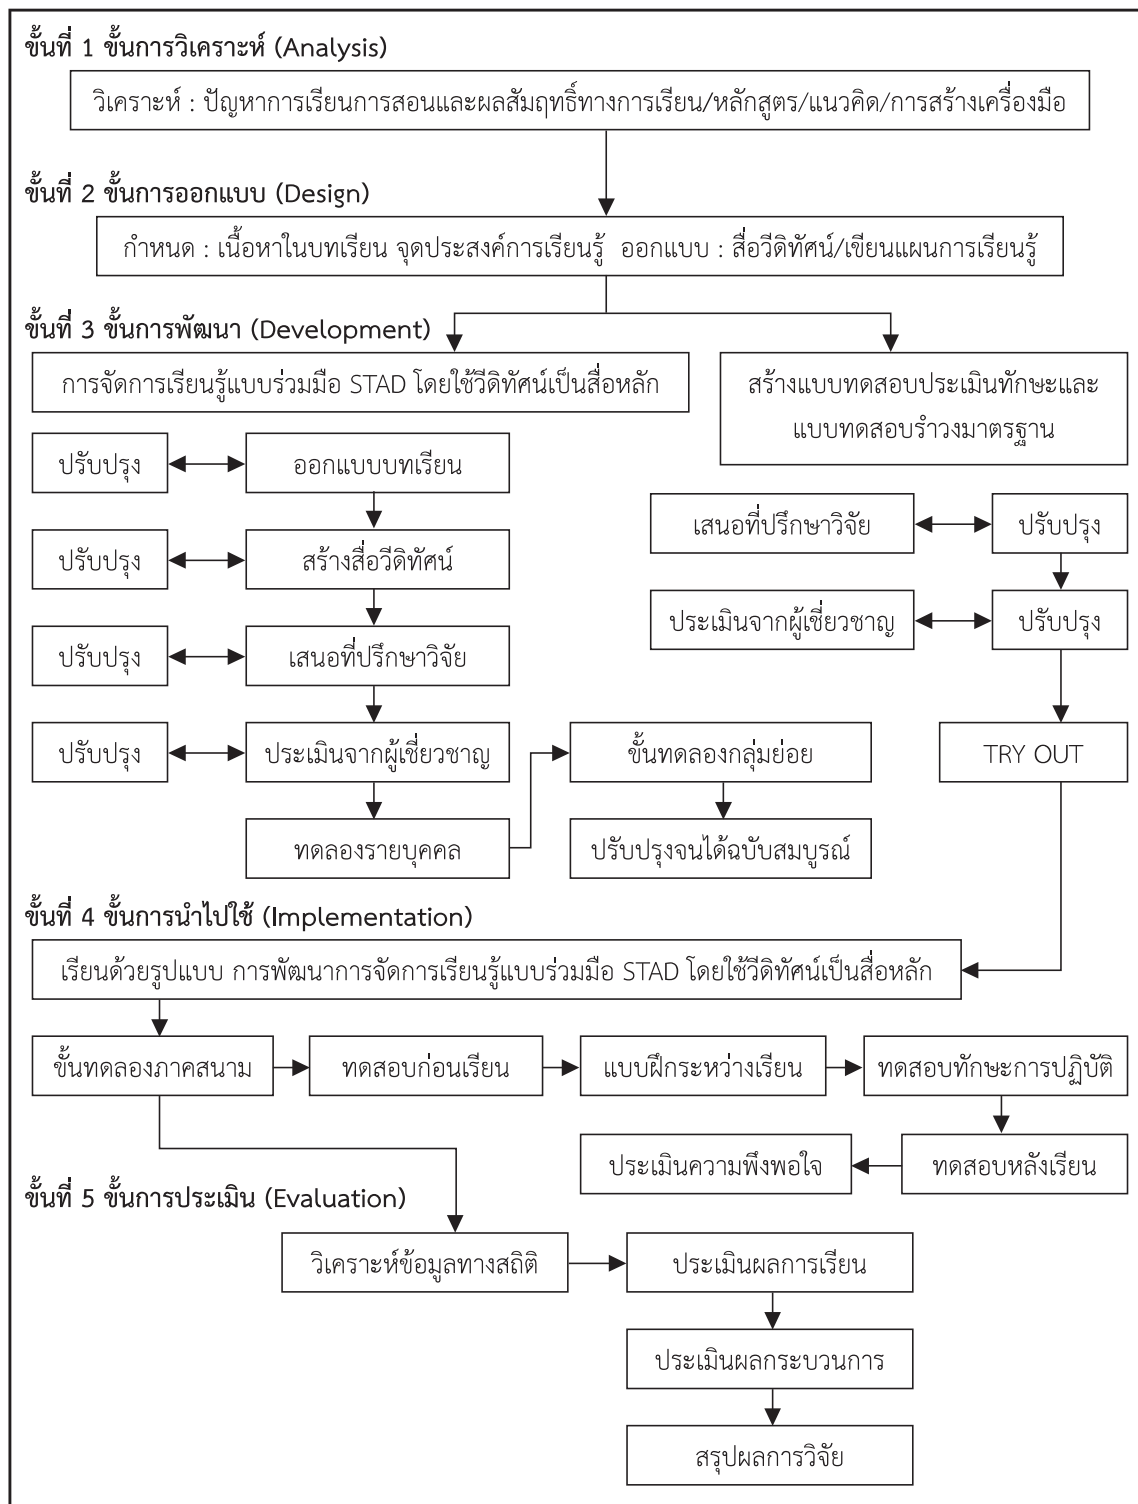 ขั้นที่ 1 ขั้นการวิเคราะห์ (Analysis)
วิเคราะห์ : ปัญหาการเรียนการสอนและผลสัมฤทธิ์ทางการเรียน/หลักสูตร/แนวคิด/การสร้างเครื่องมือ
ขั้นที่ 2 ขั้นการออกแบบ (Design)
กำหนด : เนื้อหาในบทเรียน จุดประสงค์การเรียนรู้ ออกแบบ : สื่อวีดิทัศน์/เขียนแผนการเรียนรู้
ขั้นที่ 3 ขั้นการพัฒนา (Development)
การจัดการเรียนรู้แบบร่วมมือ STAD โดยใช้วีดิทัศน์เป็นสื่อหลัก
สร้างแบบทดสอบประเมินทักษะและ
แบบทดสอบรำวงมาตรฐาน
ปรับปรุง
ออกแบบบทเรียน
ปรับปรุง
สร้างสื่อวีดิทัศน์
ปรับปรุง
เสนอที่ปรึกษาวิจัย
ปรับปรุง
ประเมินจากผู้เชี่ยวชาญ
ทดลองรายบุคคล
ขั้นทดลองกลุ่มย่อย
ปรับปรุงจนได้ฉบับสมบูรณ์
เสนอที่ปรึกษาวิจัย
ปรับปรุง
ประเมินจากผู้เชี่ยวชาญ
ปรับปรุง
TRY OUT
ขั้นที่ 4 ขั้นการนำไปใช้ (Implementation)
เรียนด้วยรูปแบบ การพัฒนาการจัดการเรียนรู้แบบร่วมมือ STAD โดยใช้วีดิทัศน์เป็นสื่อหลัก
ขั้นทดลองภาคสนาม
ทดสอบก่อนเรียน
แบบฝึกระหว่างเรียน
ทดสอบทักษะการปฏิบัติ
ทดสอบหลังเรียน
ประเมินความพึงพอใจ
ขั้นที่ 5 ขั้นการประเมิน (Evaluation)
วิเคราะห์ข้อมูลทางสถิติ
ประเมินผลการเรียน
ประเมินผลกระบวนการ
สรุปผลการวิจัย